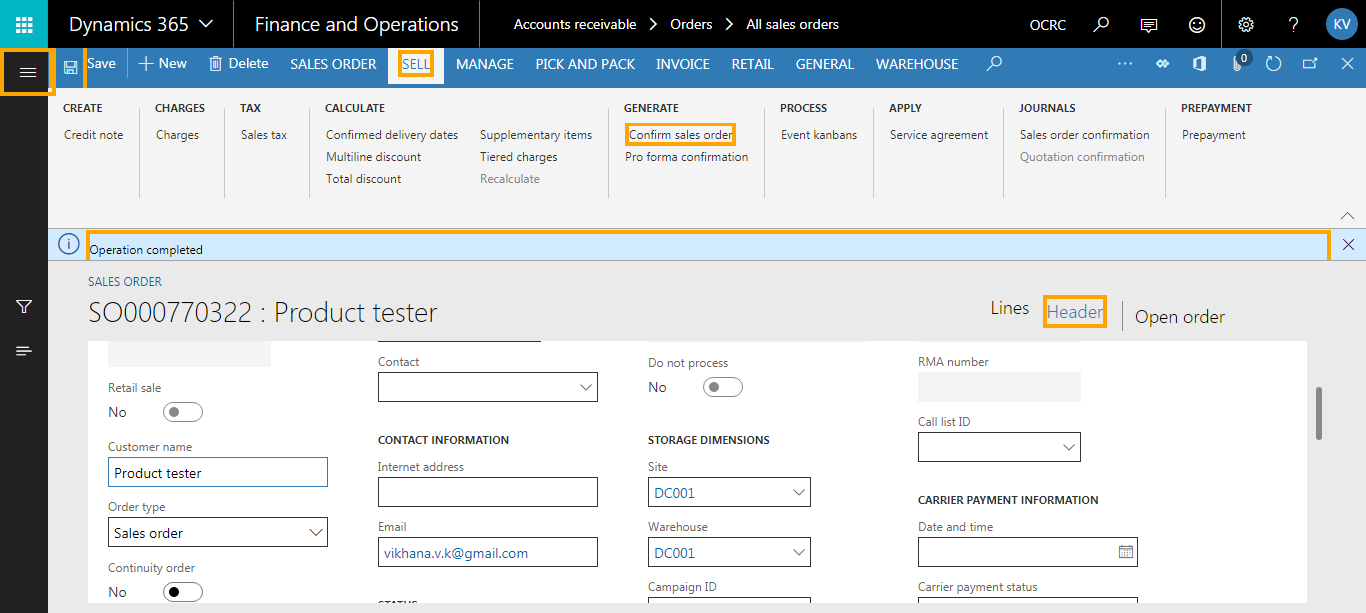 Dynamics 365 Finance and Operations Accounts receivable Orders All sales orders OCRC ? KV
Save New Delete SALES ORDER SELL MANAGE PICK AND PACK INVOICE RETAIL GENERAL WAREHOUSE ... 0
CREATE CHARGES TAX CALCULATE GENERATE PROCESS APPLY JOURNALS PREPAYMENT
Credit note Charges Sales tax Confirmed delivery dates Supplementary items Confirm sales order Event kanbans Service agreement Sales order confirmation Prepayment
Multiline discount Tiered charges Pro forma confirmation Quotation confirmation
Total discount Recalculate
Operation completed
SALES ORDER
SO000770322 : Product tester Lines Header Open order
Contact Do not process RMA number
No
Retail sale
No
Call list ID
CONTACT INFORMATION STORAGE DIMENSIONS
Customer name Internet address Site
Product tester DC001
CARRIER PAYMENT INFORMATION
Order type Email Warehouse Date and time
Sales order vikhana.v.k@gmail.com DC001
Continuity order Campaign ID Carrier payment status
No